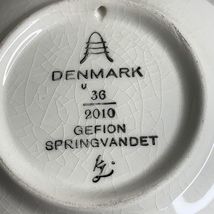 DENMARK
36
2010
GEFION
SPRINGVANDET